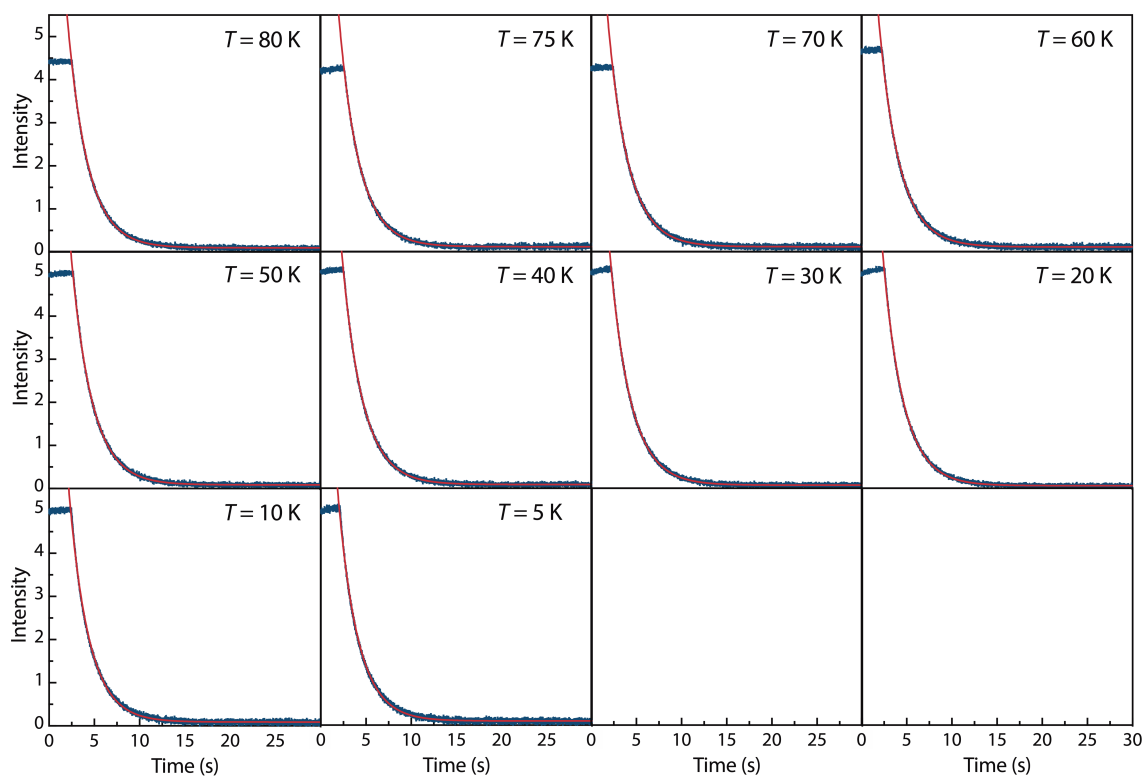 T = 80 K
T = 75 K
T = 70 K
T = 60 K
5
4
3
2
1
0
Intensity
T = 50 K
T = 40 K
T = 30 K
T = 20 K
5
4
3
2
1
0
Intensity
T = 10 K
T = 5 K
5
4
3
2
1
0
Intensity
0 5 10 15 20 25
0 5 10 15 20 25
0 5 10 15 20 25
0 5 10 15 20 25 30
Time (s)
Time (s)
Time (s)
Time (s)